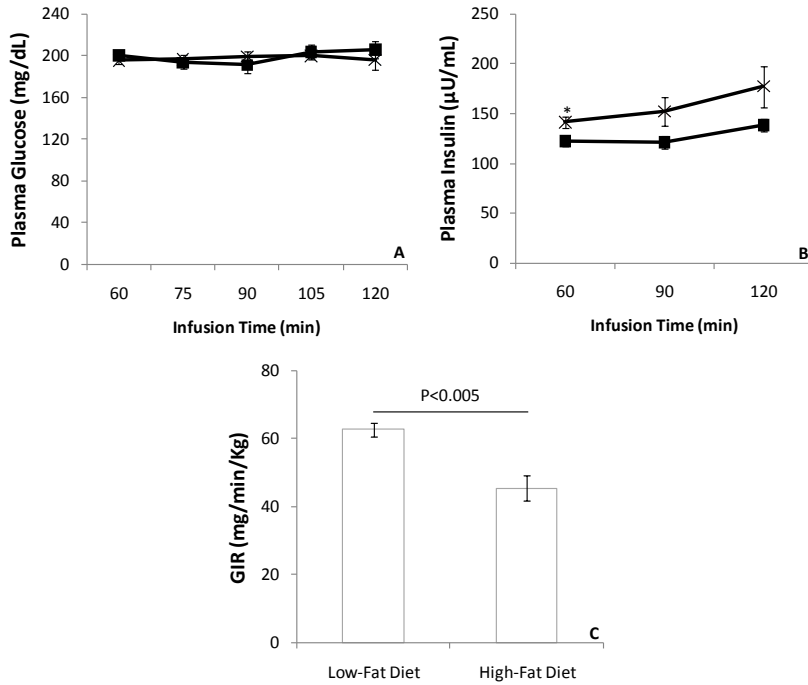 240
200
160
120
80
40
0
Plasma Glucose (mg/dL)
60 75 90 105 120
Infusion Time (min)
A
250
200
150
100
50
0
Plasma Insulin (µU/mL)
*
60 90 120
Infusion Time (min)
B
80
60
40
20
0
GIR (mg/min/Kg)
P<0.005
Low-Fat Diet High-Fat Diet
C